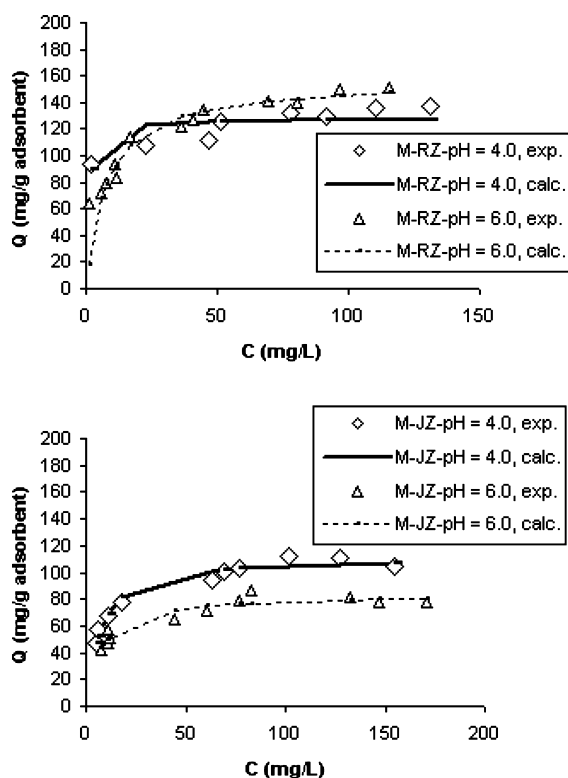 200
180
160
140
120
100
80
60
40
20
0
Q (mg/g adsorbent)
M-RZ-pH = 4.0, exp.
M-RZ-pH = 4.0, calc.
M-RZ-pH = 6.0, exp.
M-RZ-pH = 6.0, calc.
0 50 100 150
C (mg/L)
M-JZ-pH = 4.0, exp.
M-JZ-pH = 4.0, calc.
M-JZ-pH = 6.0, exp.
M-JZ-pH = 6.0, calc.
200
180
160
140
120
100
80
60
40
20
0
Q (mg/g adsorbent)
0 50 100 150 200
C (mg/L)